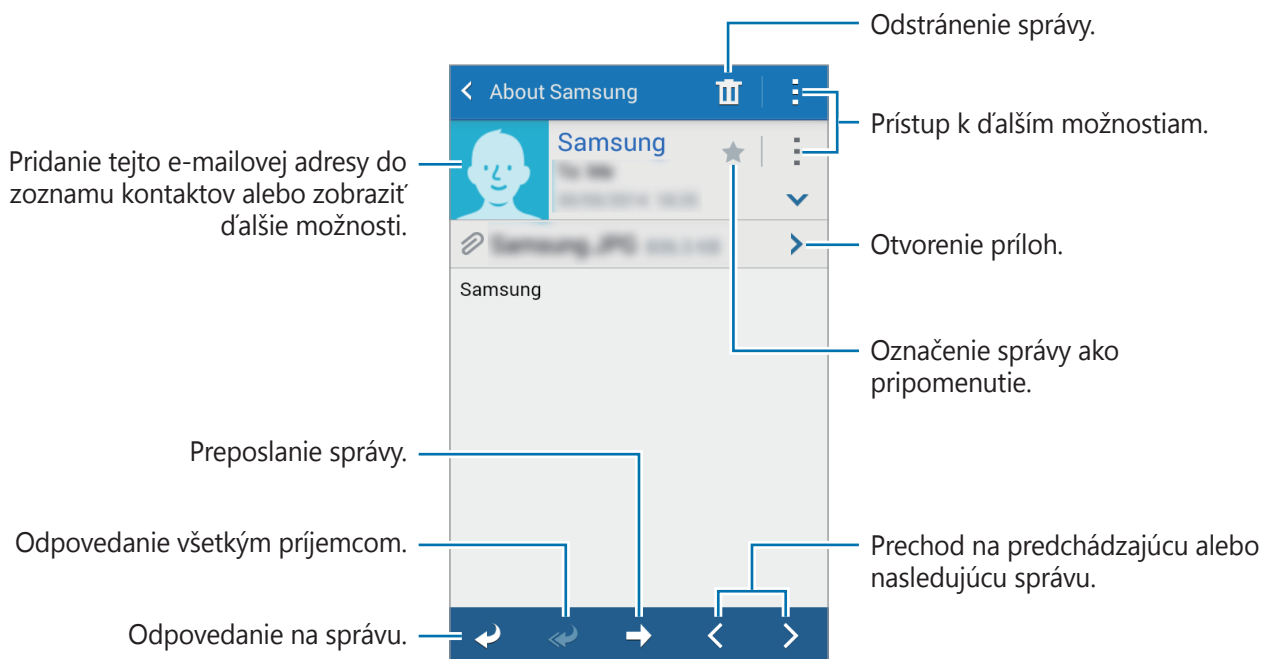 Odstránenie správy.
About Samsung
Prístup k ďalším možnostiam.
Samsung
Pridanie tejto e-mailovej adresy do
zoznamu kontaktov alebo zobraziť
ďalšie možnosti.
Otvorenie príloh.
Samsung
Označenie správy ako
pripomenutie.
Preposlanie správy.
Odpovedanie všetkým príjemcom.
Prechod na predchádzajúcu alebo
nasledujúcu správu.
Odpovedanie na správu.